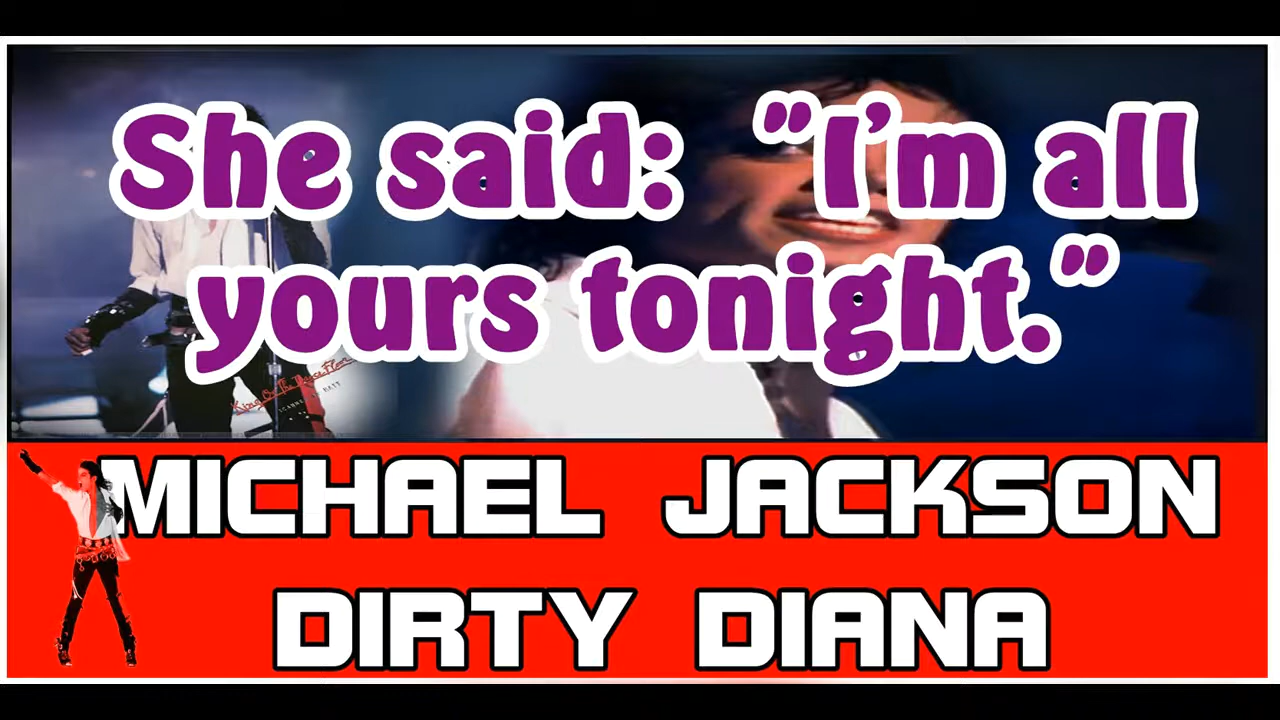 She said: "I'm all
yours tonight."
MICHAEL JACKSON
DIRTY DIANA